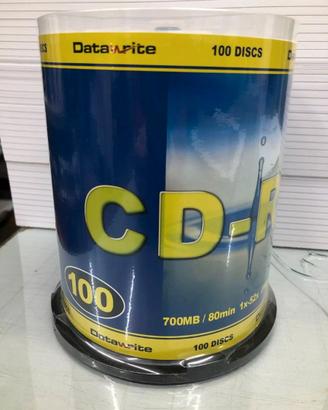 Datawrite 100 DISCS
CD-R
100
700MB / 80min 1x-52x
Datawrite 100 DISCS